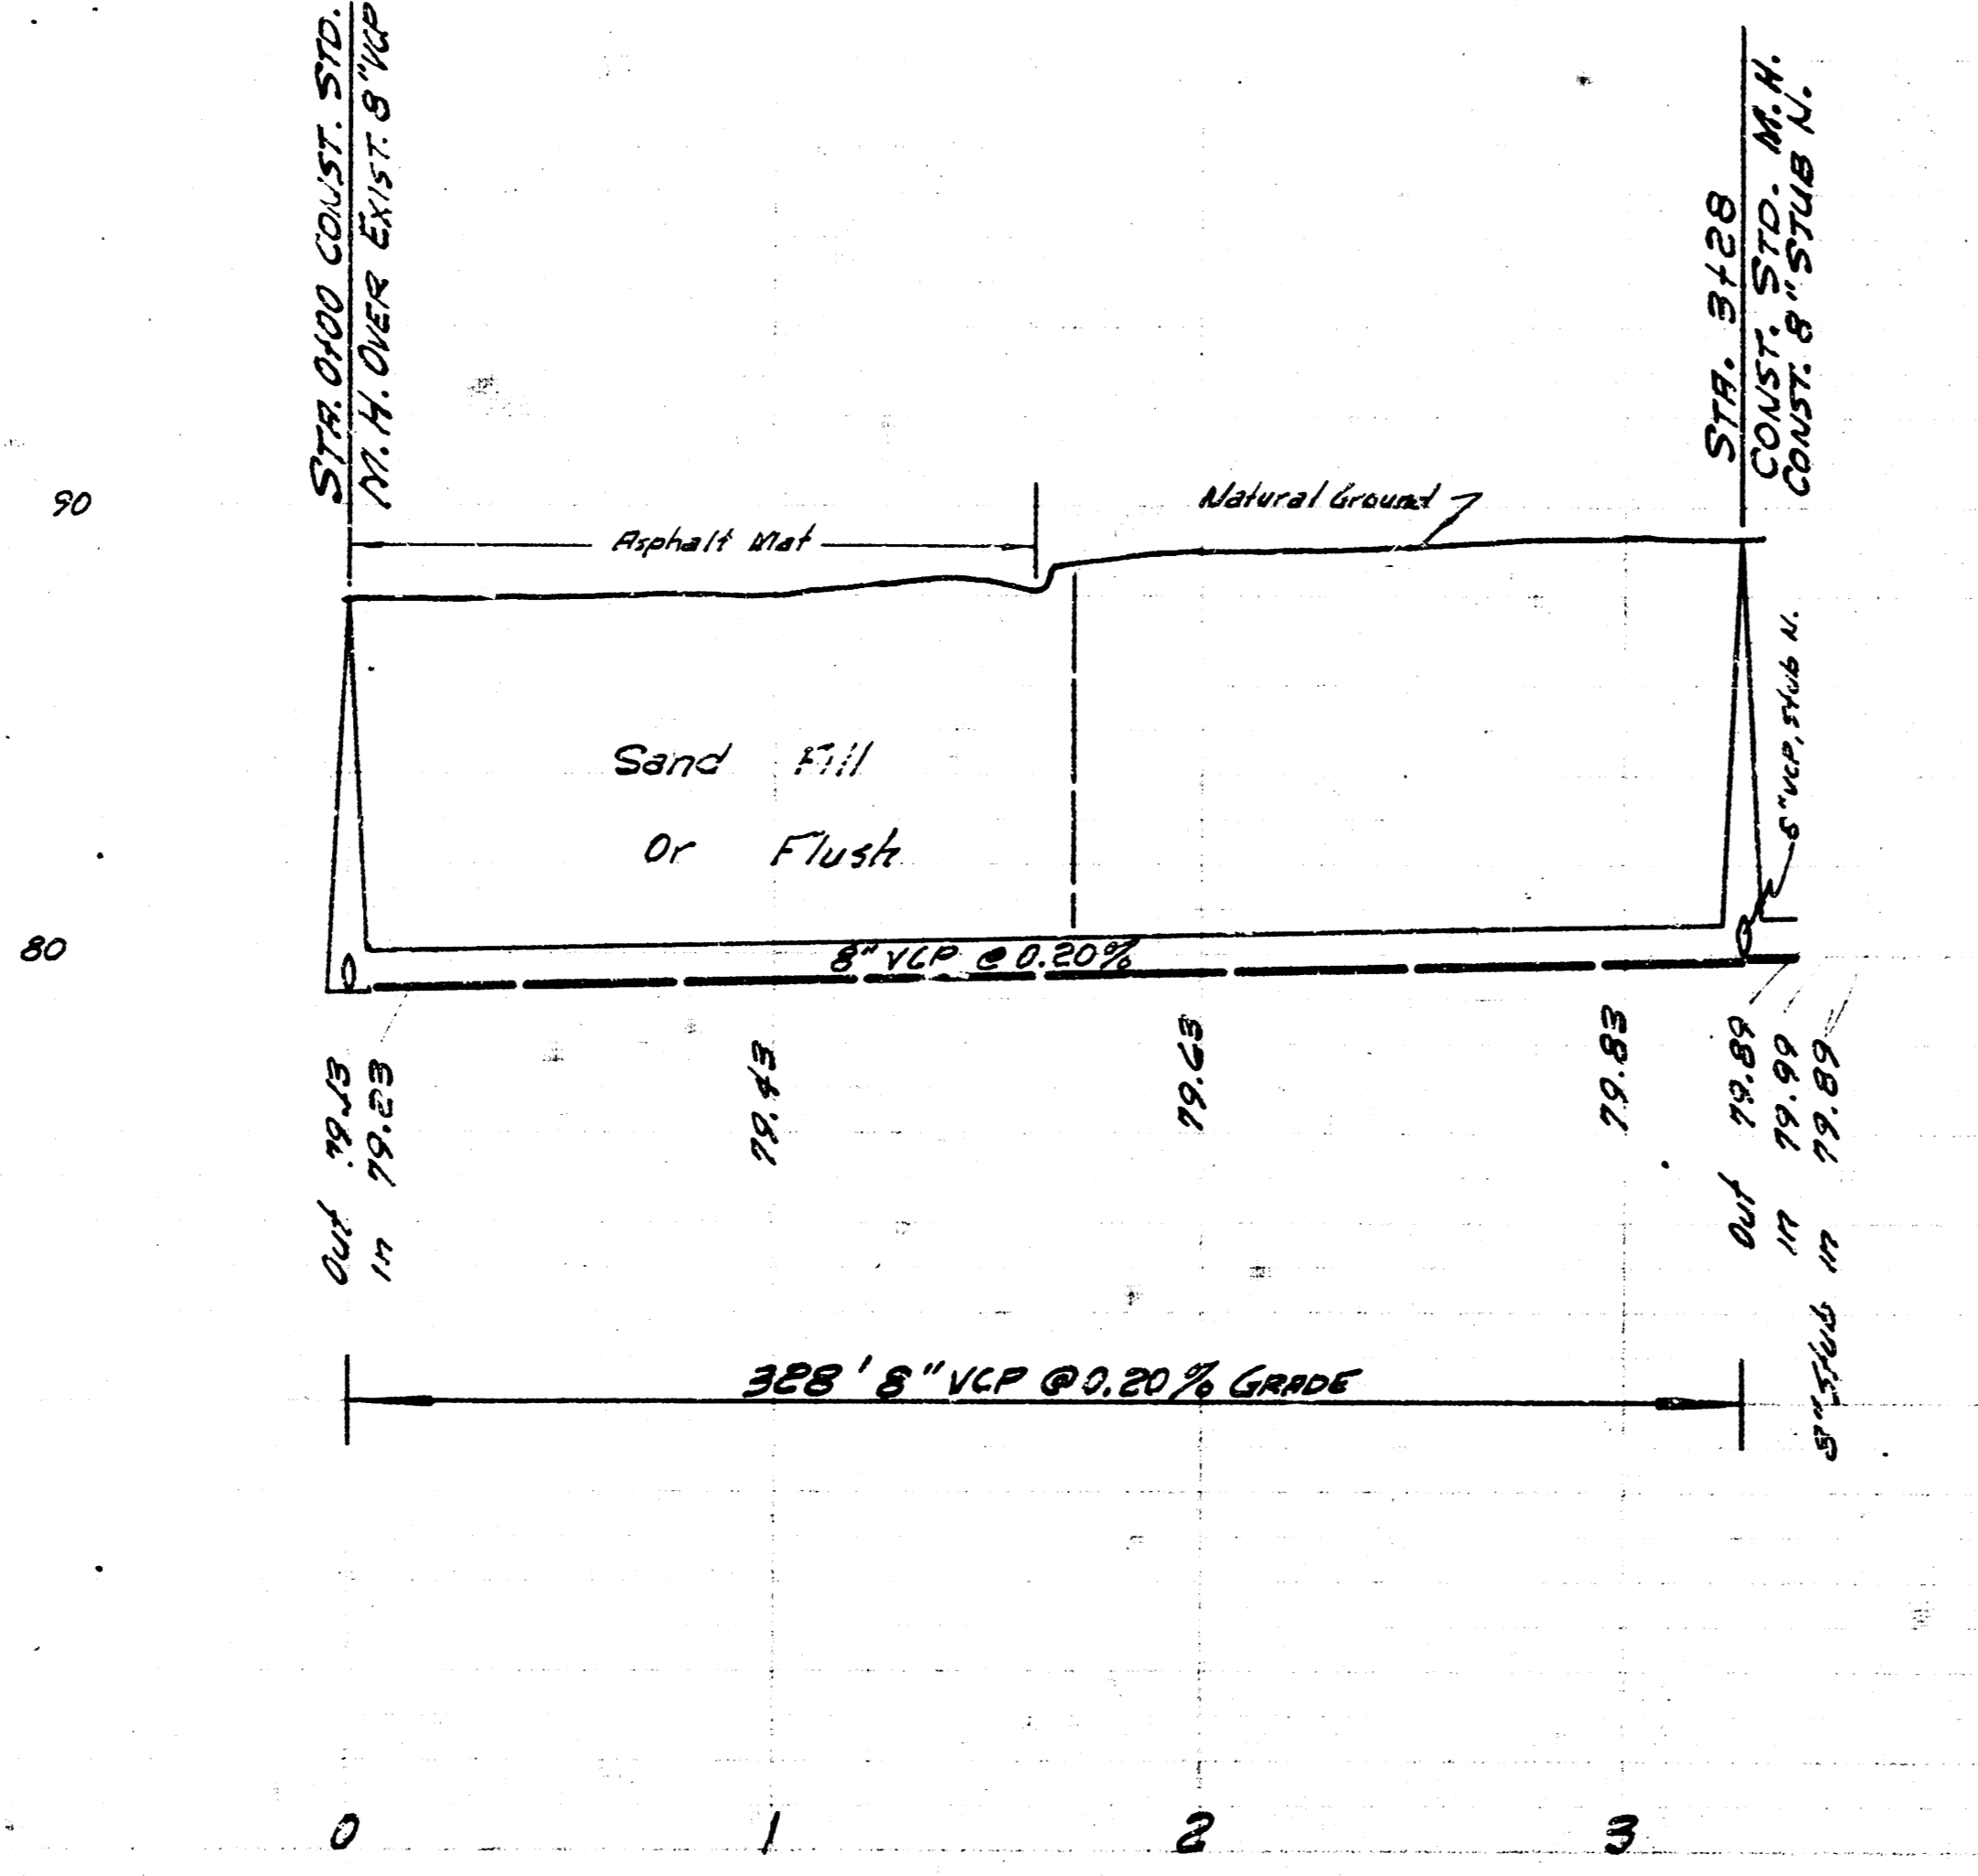 STA. 0+00 CONST. STD.
M.H. OVER EXIST. 8" VCP
STA. 3+28
CONST. STD. M.H.
CONST. 8" STUB N.
90
Asphalt Mat
Natural Ground
Sand Fill
Or Flush
VCP, Stub N.
80
8" VCP @ 0.20%
Out 79.13
In 79.23
79.43
79.63
79.83
Out 79.89
In 79.99
8" Stub In 79.89
328' 8" VCP @ 0.20% GRADE
0 1 2 3